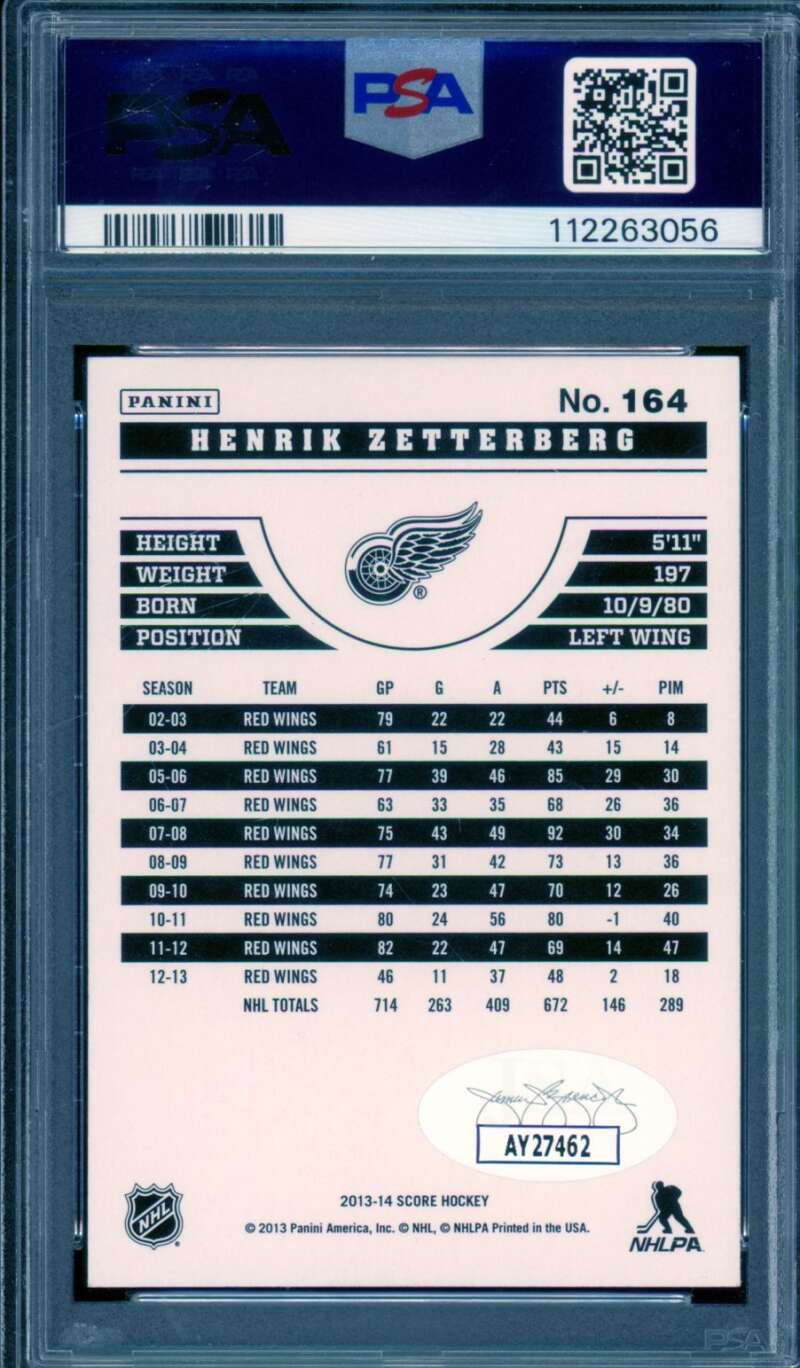 PSA
PSA
112263056
PANINI
No. 164
HENRIK ZETTERBERG
HEIGHT 5'11"
WEIGHT 197
BORN 10/9/80
POSITION LEFT WING
SEASON TEAM GP G A PTS +/- PIM
02-03 RED WINGS 79 22 22 44 6 8
03-04 RED WINGS 61 15 28 43 15 14
05-06 RED WINGS 77 39 46 85 29 30
06-07 RED WINGS 63 33 35 68 26 36
07-08 RED WINGS 75 43 49 92 30 34
08-09 RED WINGS 77 31 42 73 13 36
09-10 RED WINGS 74 23 47 70 12 26
10-11 RED WINGS 80 24 56 80 -1 40
11-12 RED WINGS 82 22 47 69 14 47
12-13 RED WINGS 46 11 37 48 2 18
NHL TOTALS 714 263 409 672 146 289
AY27462
NHL
2013-14 SCORE HOCKEY
© 2013 Panini America, Inc. © NHL, © NHLPA Printed in the USA.
NHLPA
PSA